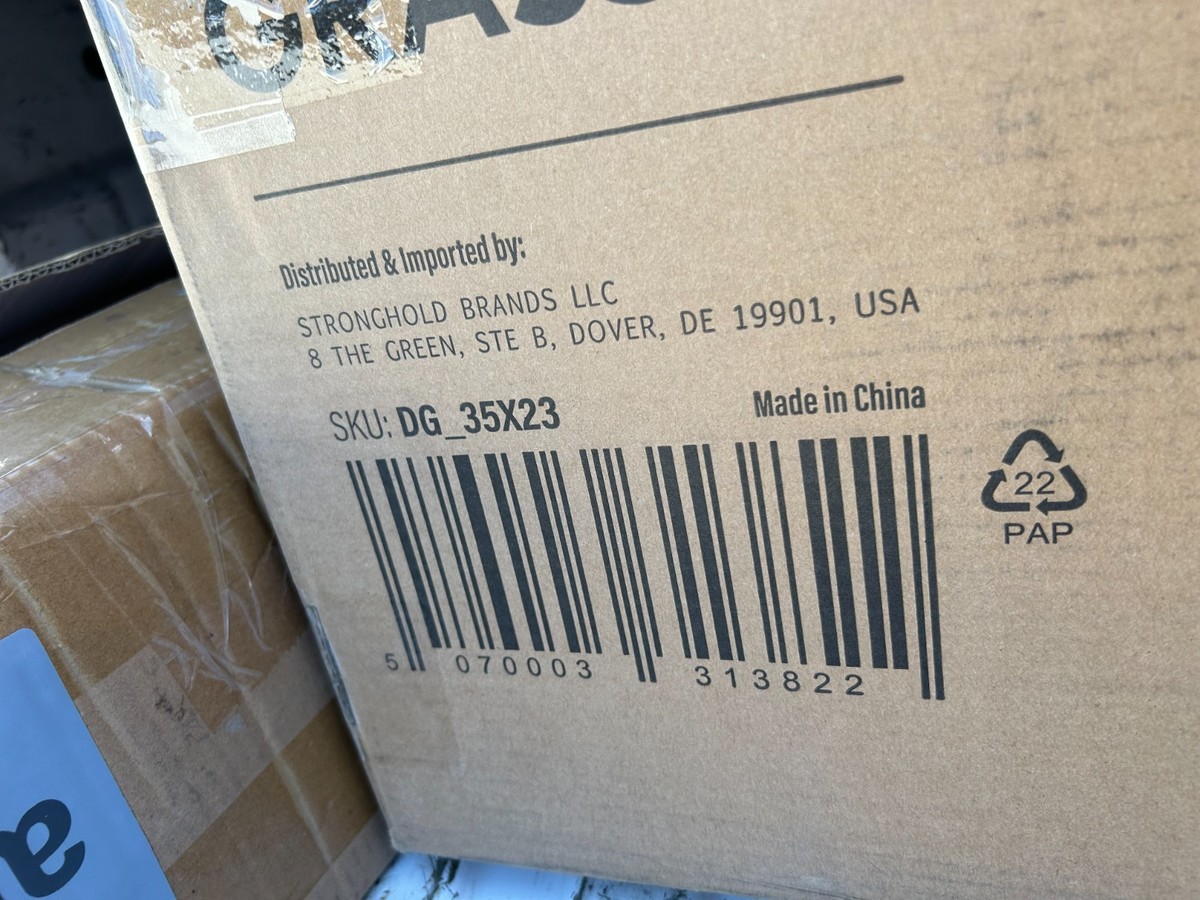 GRASS
Distributed & Imported by:
STRONGHOLD BRANDS LLC
8 THE GREEN, STE B, DOVER, DE 19901, USA
SKU: DG_35X23
Made in China
22
PAP
5 070003 313822
e